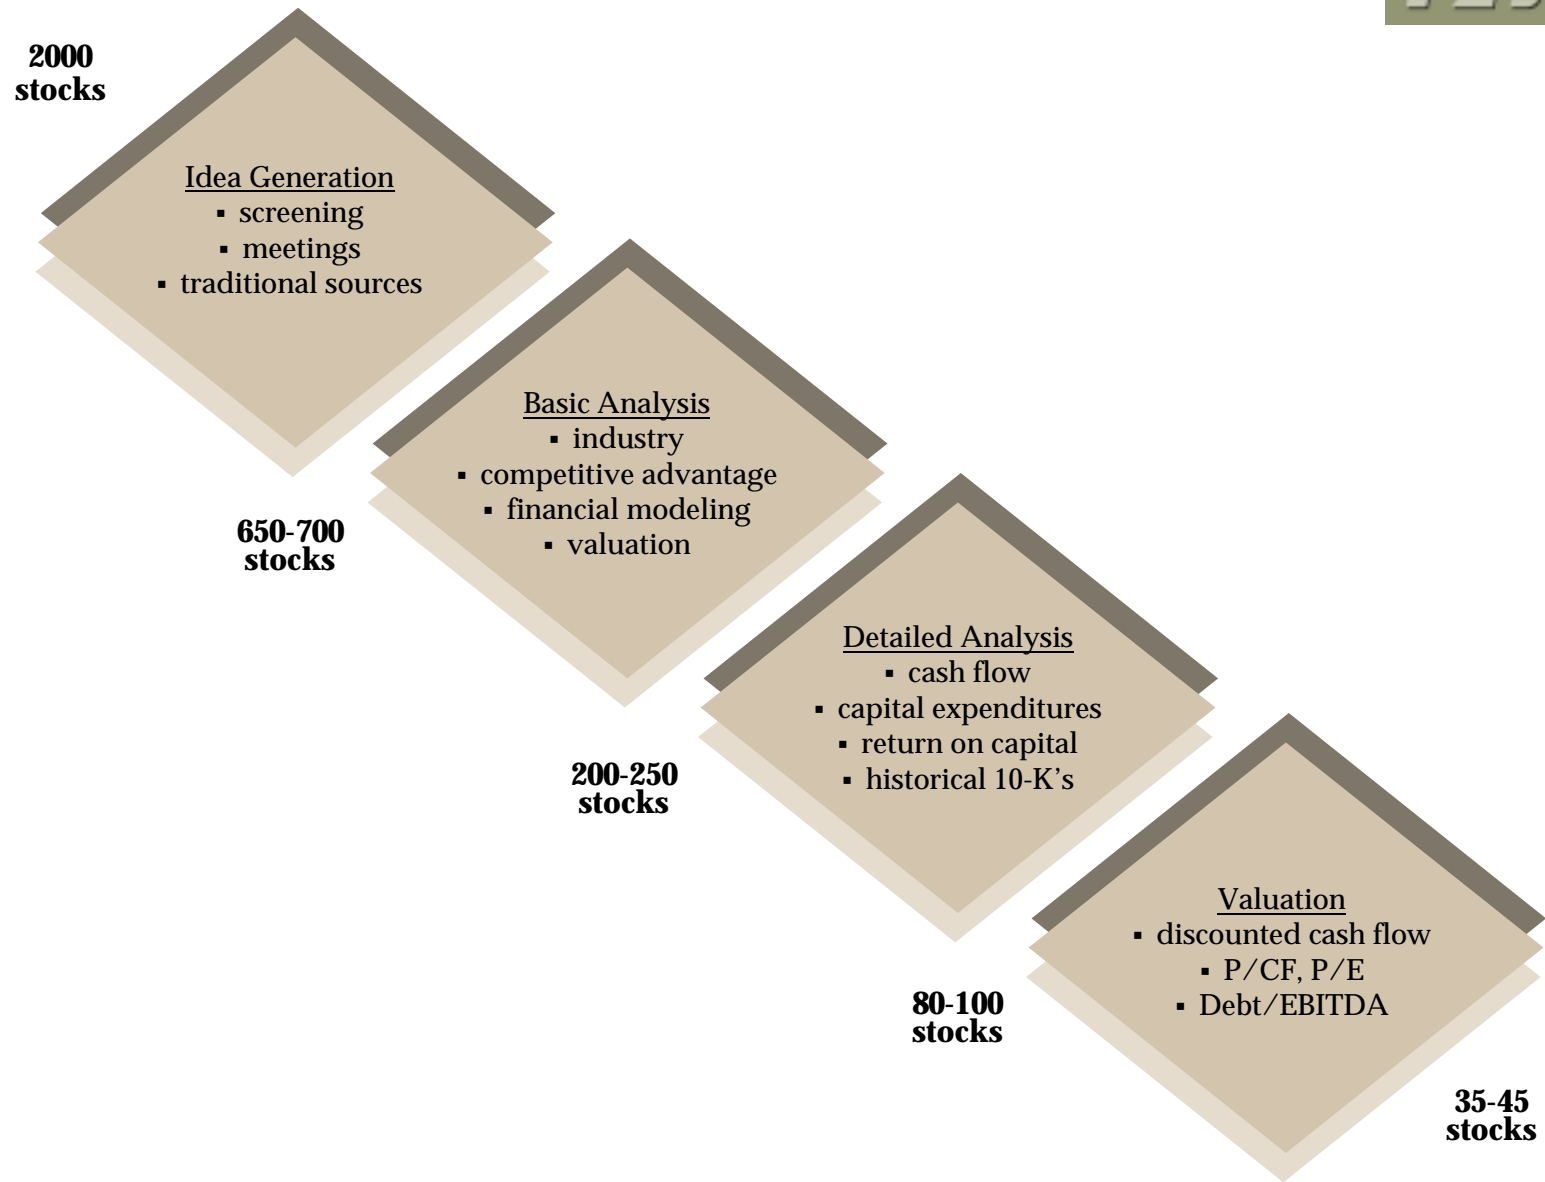 2000
stocks
Idea Generation
▪ screening
▪ meetings
▪ traditional sources
650-700
stocks
Basic Analysis
▪ industry
▪ competitive advantage
▪ financial modeling
▪ valuation
200-250
stocks
Detailed Analysis
▪ cash flow
▪ capital expenditures
▪ return on capital
▪ historical 10-K’s
80-100
stocks
Valuation
▪ discounted cash flow
▪ P/CF, P/E
▪ Debt/EBITDA
35-45
stocks